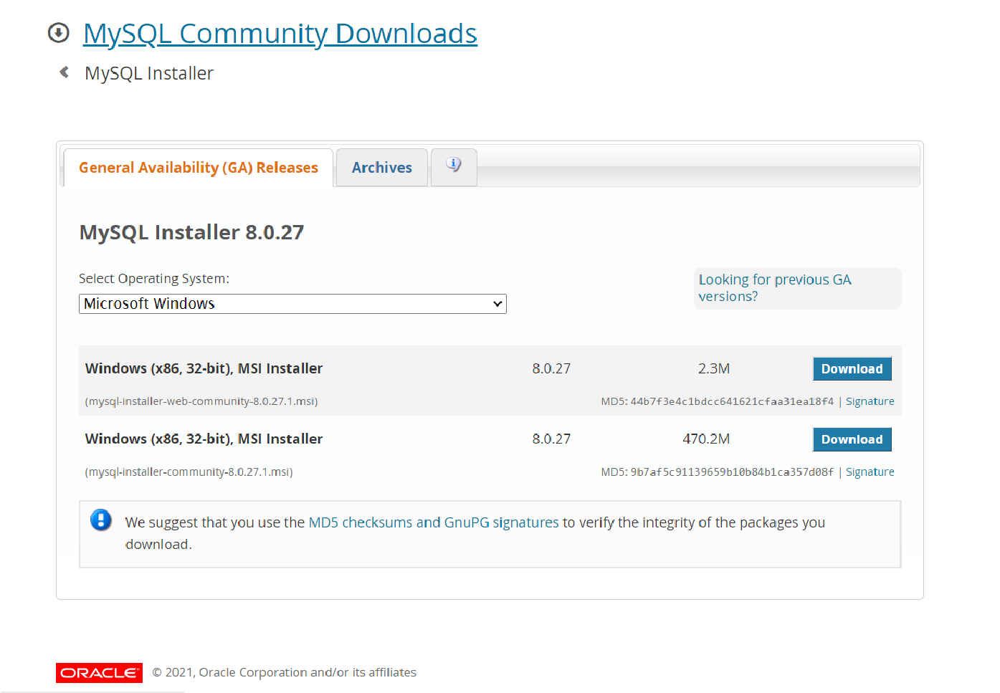 MySQL Community Downloads
MySQL Installer
General Availability (GA) Releases
Archives
MySQL Installer 8.0.27
Select Operating System:
Looking for previous GA
versions?
Microsoft Windows
Windows (x86, 32-bit), MSI Installer 8.0.27 2.3M Download
(mysql-installer-web-community-8.0.27.1.msi) MD5: 44b7f3e4c1bdcc641621cfaa31ea18f4 | Signature
Windows (x86, 32-bit), MSI Installer 8.0.27 470.2M Download
(mysql-installer-community-8.0.27.1.msi) MD5: 9b7af5c91139659b10b84b1ca357d08f | Signature
We suggest that you use the MD5 checksums and GnuPG signatures to verify the integrity of the packages you
download.
ORACLE © 2021, Oracle Corporation and/or its affiliates